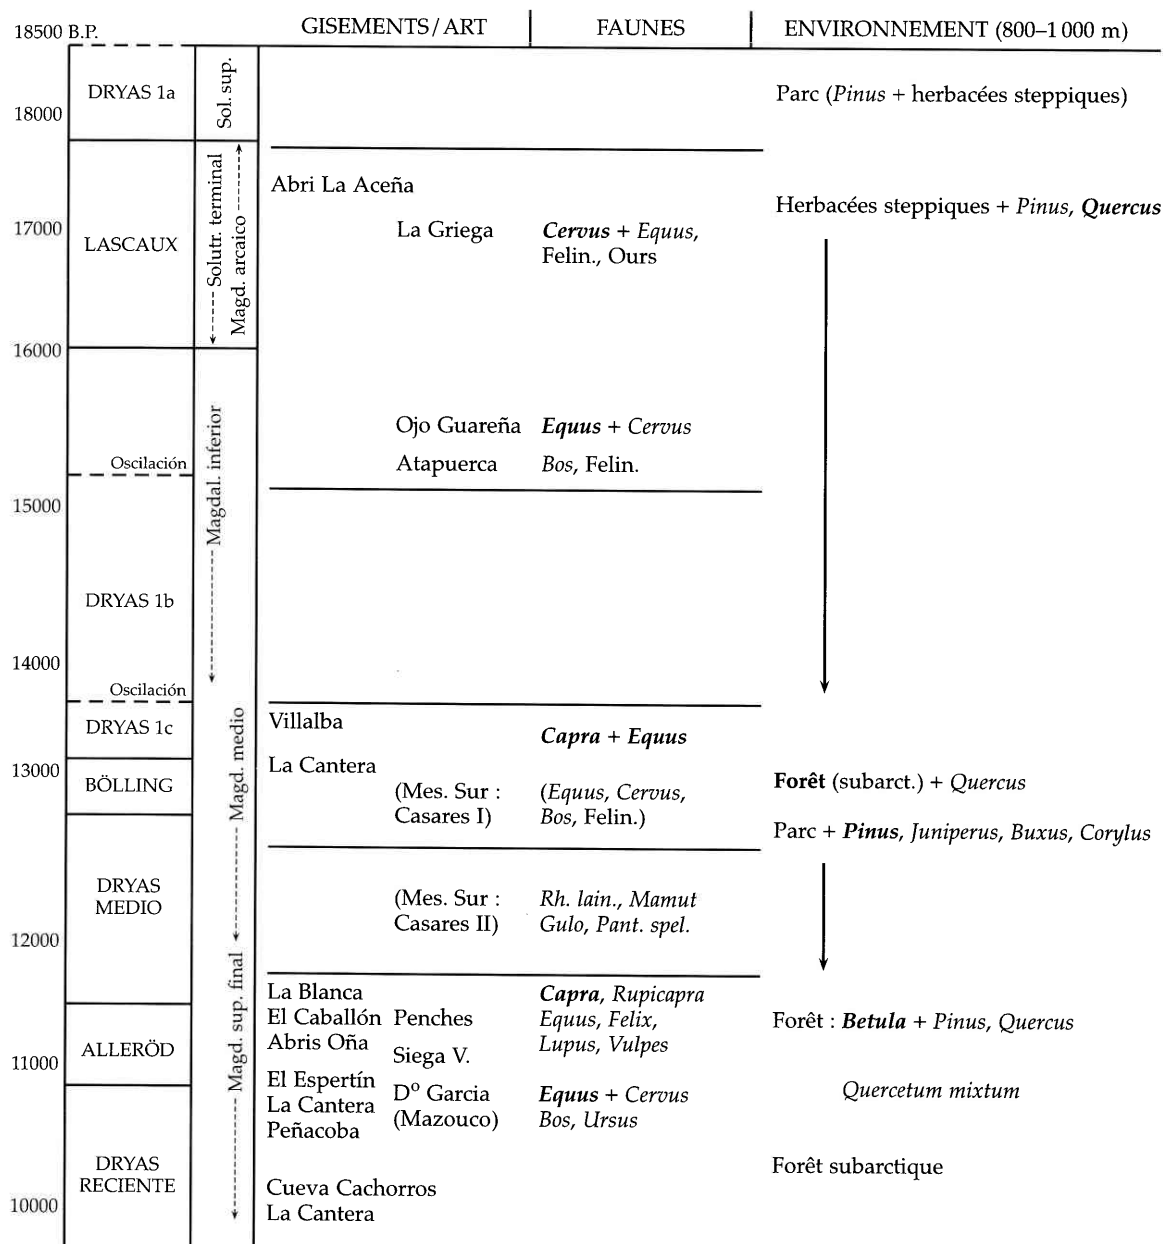 18500 B.P.
GISEMENTS/ART
FAUNES
ENVIRONNEMENT (800–1 000 m)
DRYAS 1a
Sol. sup.
Parc (Pinus + herbacées steppiques)
18000
Abri La Aceña
Herbacées steppiques + Pinus, Quercus
17000
LASCAUX
Solutr. terminal
Magd. arcaico
La Griega
Cervus + Equus,
Felin., Ours
16000
Magdal. inferior
Ojo Guareña
Equus + Cervus
Oscilación
Atapuerca
Bos, Felin.
15000
DRYAS 1b
14000
Oscilación
DRYAS 1c
Magd. medio
Villalba
Capra + Equus
13000
BÖLLING
La Cantera
(Mes. Sur :
Casares I)
(Equus, Cervus,
Bos, Felin.)
Forêt (subarct.) + Quercus
Parc + Pinus, Juniperus, Buxus, Corylus
DRYAS
MEDIO
(Mes. Sur :
Casares II)
Rh. lain., Mamut
Gulo, Pant. spel.
12000
Magd. sup. final
La Blanca
El Caballón
Abris Oña
Penches
Siega V.
Capra, Rupicapra
Equus, Felix,
Lupus, Vulpes
Forêt : Betula + Pinus, Quercus
ALLERÖD
11000
El Espertín
La Cantera
Peñacoba
Dº Garcia
(Mazouco)
Equus + Cervus
Bos, Ursus
Quercetum mixtum
DRYAS
RECIENTE
Forêt subarctique
10000
Cueva Cachorros
La Cantera